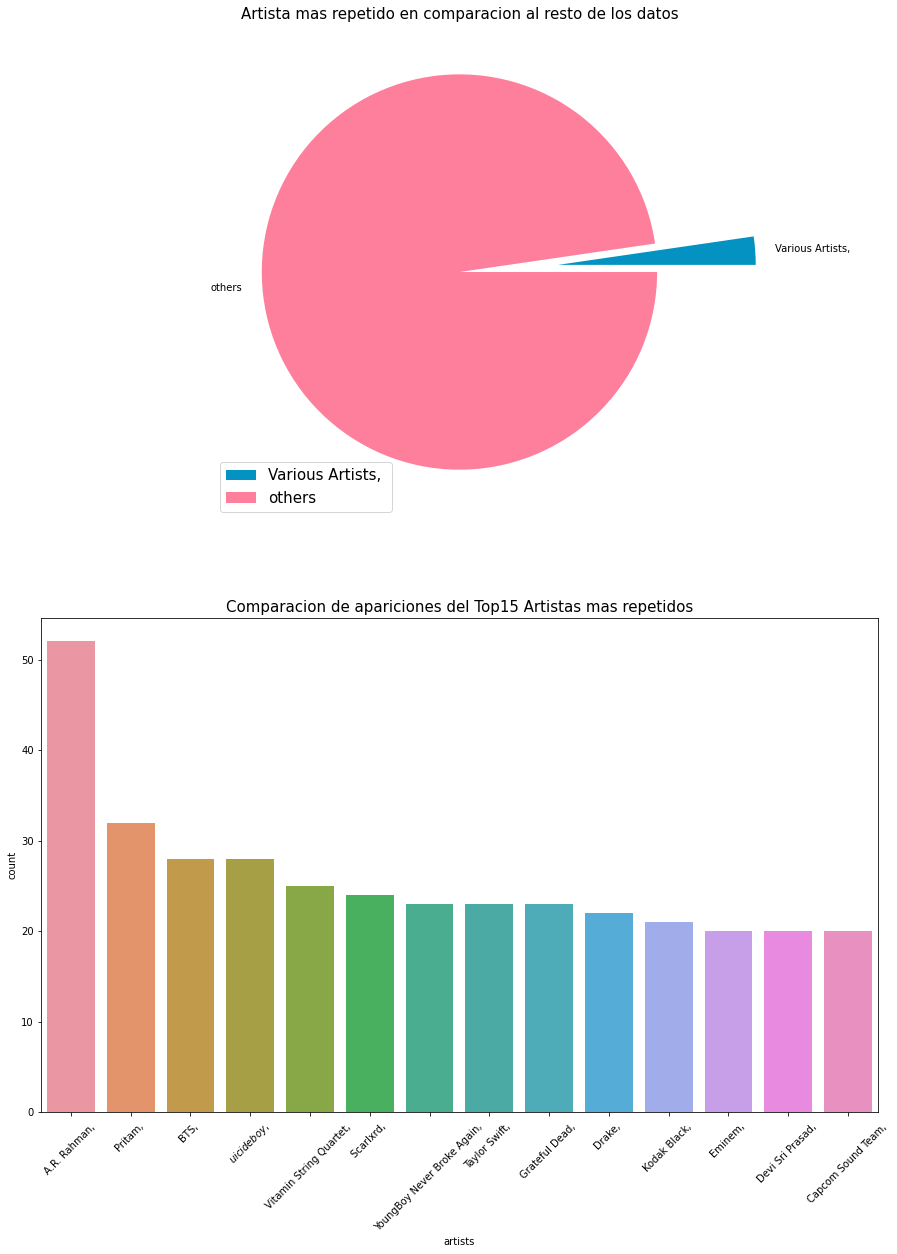 Artista mas repetido en comparacion al resto de los datos
Various Artists,
others
Various Artists,
others
Comparacion de apariciones del Top15 Artistas mas repetidos
50
40
30
20
10
0
count
A.R. Rahman,
Pritam,
BTS,
uicideboy,
Vitamin String Quartet,
Scarlxrd,
YoungBoy Never Broke Again,
Taylor Swift,
Grateful Dead,
Drake,
Kodak Black,
Eminem,
Devi Sri Prasad,
Capcom Sound Team,
artists